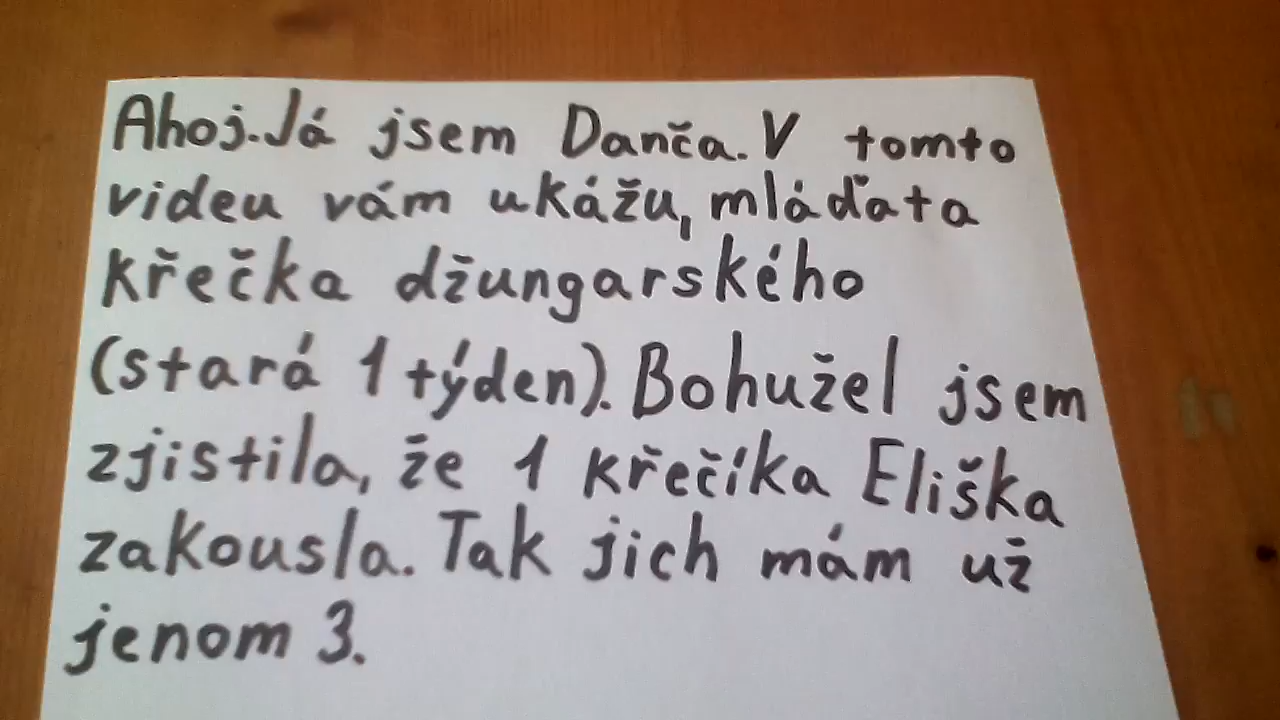 Ahoj. Já jsem Danča. V tomto
videu vám ukážu, mláďata
křečka džungarského
(stará 1 týden). Bohužel jsem
zjistila, že 1 křečíka Eliška
zakousla. Tak jich mám už
jenom 3.